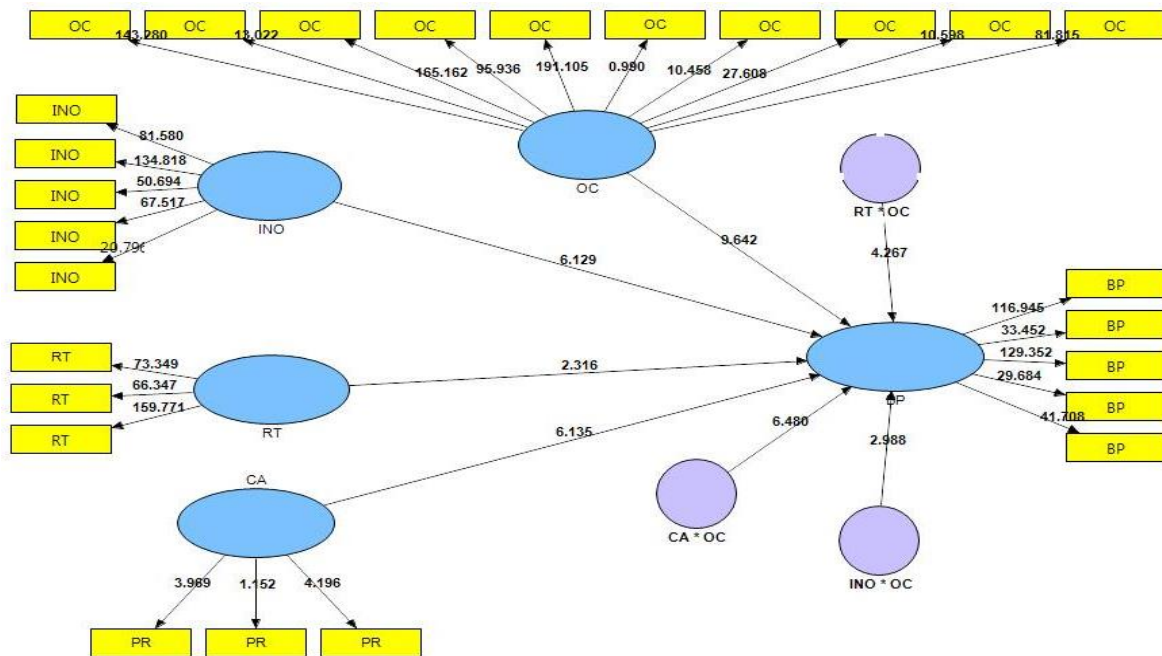 OC OC OC OC OC OC OC OC OC OC
143.280 13.022 165.162 95.936 191.105 0.990 10.458 27.608 10.598 81.815
OC
INO
INO
INO
INO
INO
81.580
134.818
50.694
67.517
INO
RT * OC
9.642
4.267
6.129
BP
BP
BP
BP
BP
116.945
33.452
129.352
29.684
41.708
RT
RT
RT
73.349
66.347
159.771
RT
2.316
6.135
6.480
2.988
CA
CA * OC
INO * OC
3.969 1.152 4.196
PR PR PR